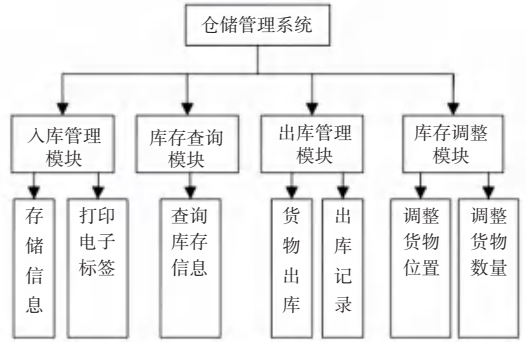 仓储管理系统
入库管理
模块
库存查询
模块
出库管理
模块
库存调整
模块
存
储
信
息
打印
电子
标签
查询
库存
信息
货
物
出
库
出
库
记
录
调整
货物
位置
调整
货物
数量